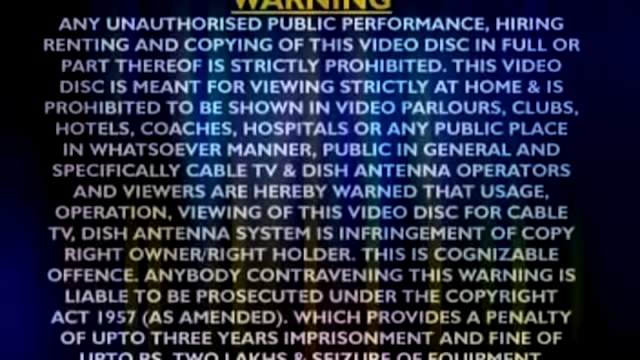 WARNING
ANY UNAUTHORISED PUBLIC PERFORMANCE, HIRING
RENTING AND COPYING OF THIS VIDEO DISC IN FULL OR
PART THEREOF IS STRICTLY PROHIBITED. THIS VIDEO
DISC IS MEANT FOR VIEWING STRICTLY AT HOME & IS
PROHIBITED TO BE SHOWN IN VIDEO PARLOURS, CLUBS,
HOTELS, COACHES, HOSPITALS OR ANY PUBLIC PLACE
IN WHATSOEVER MANNER, PUBLIC IN GENERAL AND
SPECIFICALLY CABLE TV & DISH ANTENNA OPERATORS
AND VIEWERS ARE HEREBY WARNED THAT USAGE,
OPERATION, VIEWING OF THIS VIDEO DISC FOR CABLE
TV, DISH ANTENNA SYSTEM IS INFRINGEMENT OF COPY
RIGHT OWNER/RIGHT HOLDER. THIS IS COGNIZABLE
OFFENCE. ANYBODY CONTRAVENING THIS WARNING IS
LIABLE TO BE PROSECUTED UNDER THE COPYRIGHT
ACT 1957 (AS AMENDED). WHICH PROVIDES A PENALTY
OF UPTO THREE YEARS IMPRISONMENT AND FINE OF
UPTO RS. TWO LAKHS & SEIZURE OF EQUIPMENT